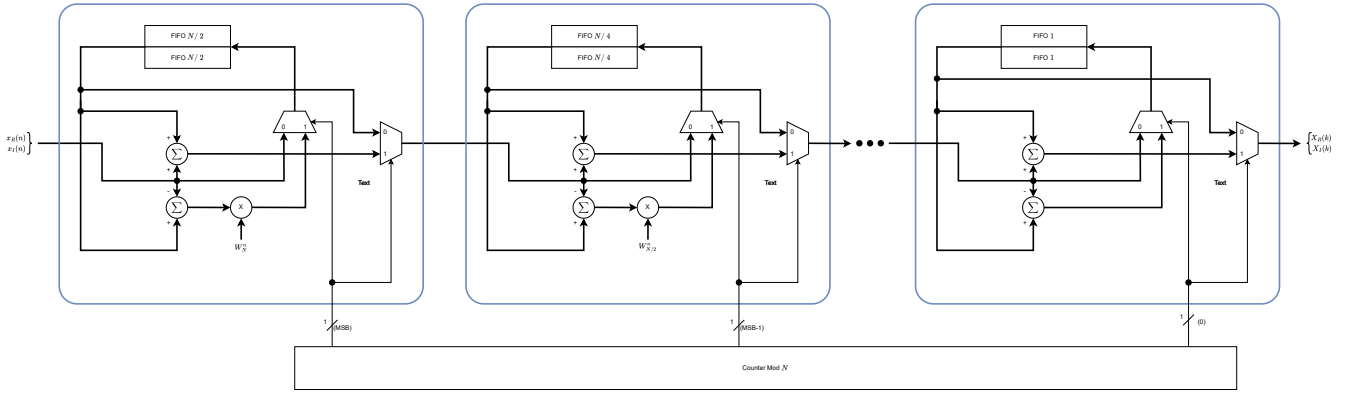 FIFO N/2
FIFO N/2
+
+
-
+
Σ
Σ
X
W_N^n
0 1
0
1
Text
x_R(n)
x_I(n)
FIFO N/4
FIFO N/4
+
+
-
+
Σ
Σ
X
W_{N/2}^n
0 1
0
1
Text
FIFO 1
FIFO 1
+
+
-
+
Σ
Σ
0 1
0
1
Text
X_R(k)
X_I(k)
1 (MSB)
1 (MSB-1)
1 (0)
Counter Mod N